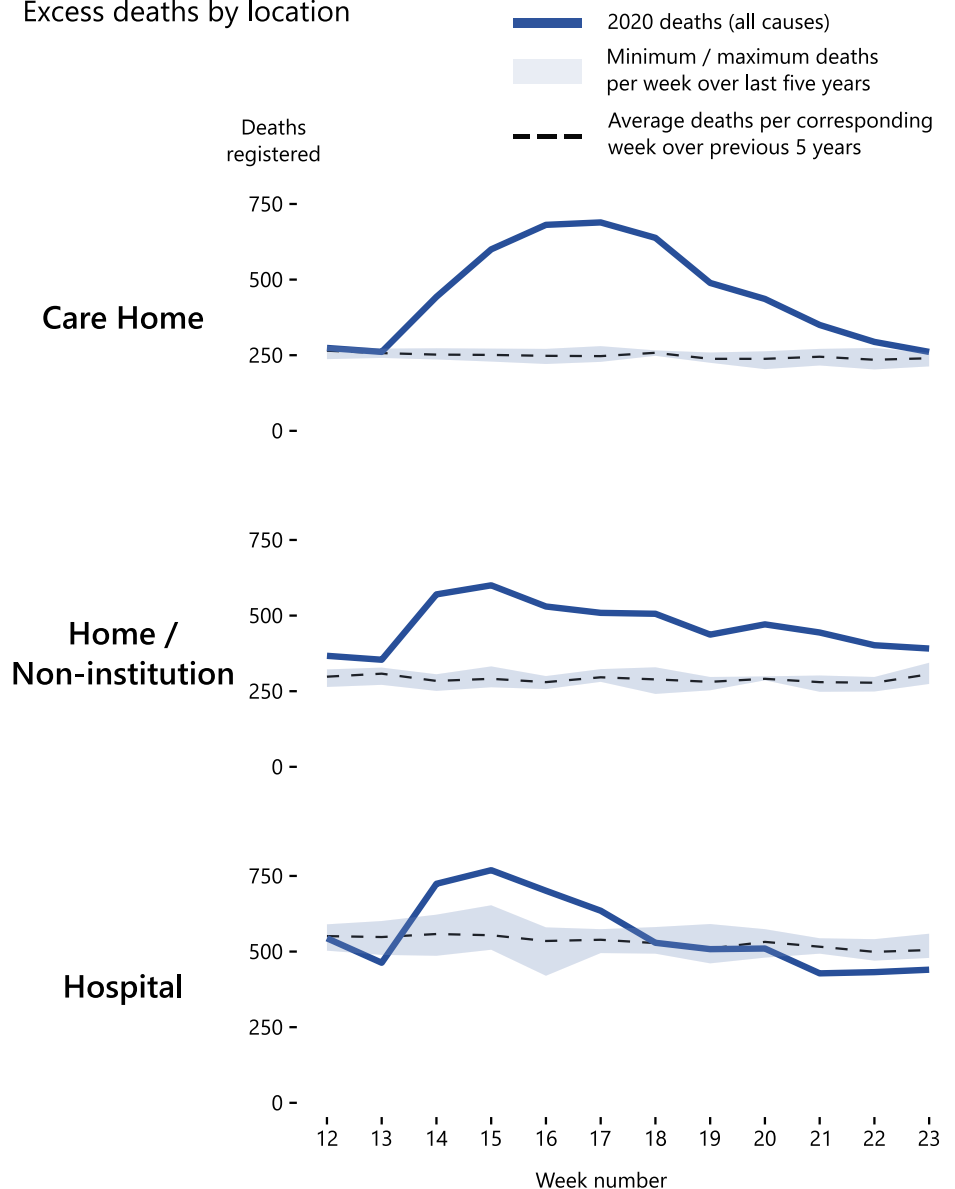 Excess deaths by location
2020 deaths (all causes)
Minimum / maximum deaths
per week over last five years
Average deaths per corresponding
week over previous 5 years
Deaths
registered
750
500
Care Home
250
0
750
500
Home /
Non-institution
250
0
750
500
Hospital
250
0
12 13 14 15 16 17 18 19 20 21 22 23
Week number